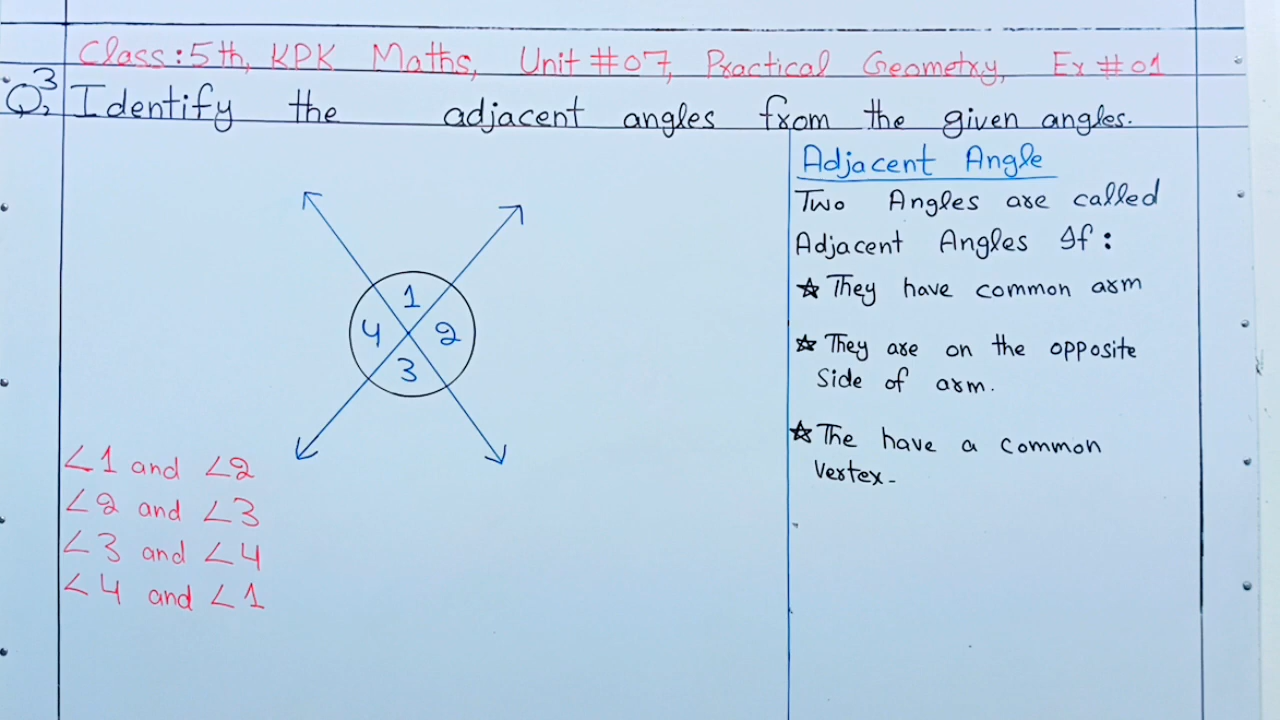 Class: 5th, KPK Maths, Unit #07, Practical Geometry, Ex #01
Q3, Identify the adjacent angles from the given angles.
1
4 2
3
∠1 and ∠2
∠2 and ∠3
∠3 and ∠4
∠4 and ∠1
Adjacent Angle
Two Angles are called
Adjacent Angles If:
☆ They have common arm
☆ They are on the opposite
Side of arm.
☆ The have a common
Vertex-